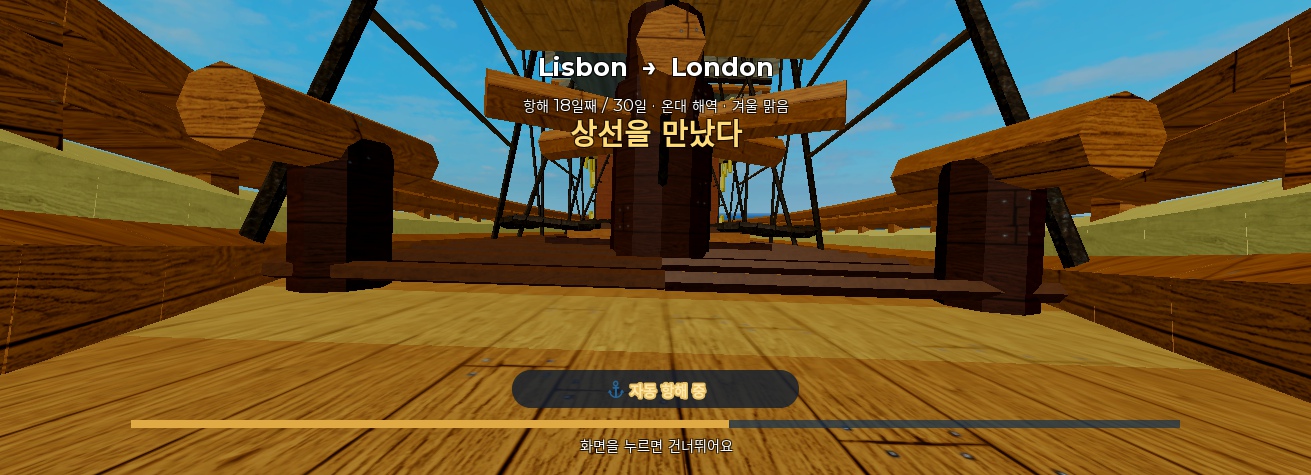 Lisbon → London
항해 18일째 / 30일 · 온대 해역 · 겨울 맑음
상선을 만났다
⚓ 자동 항해 중
화면을 누르면 건너뛰어요